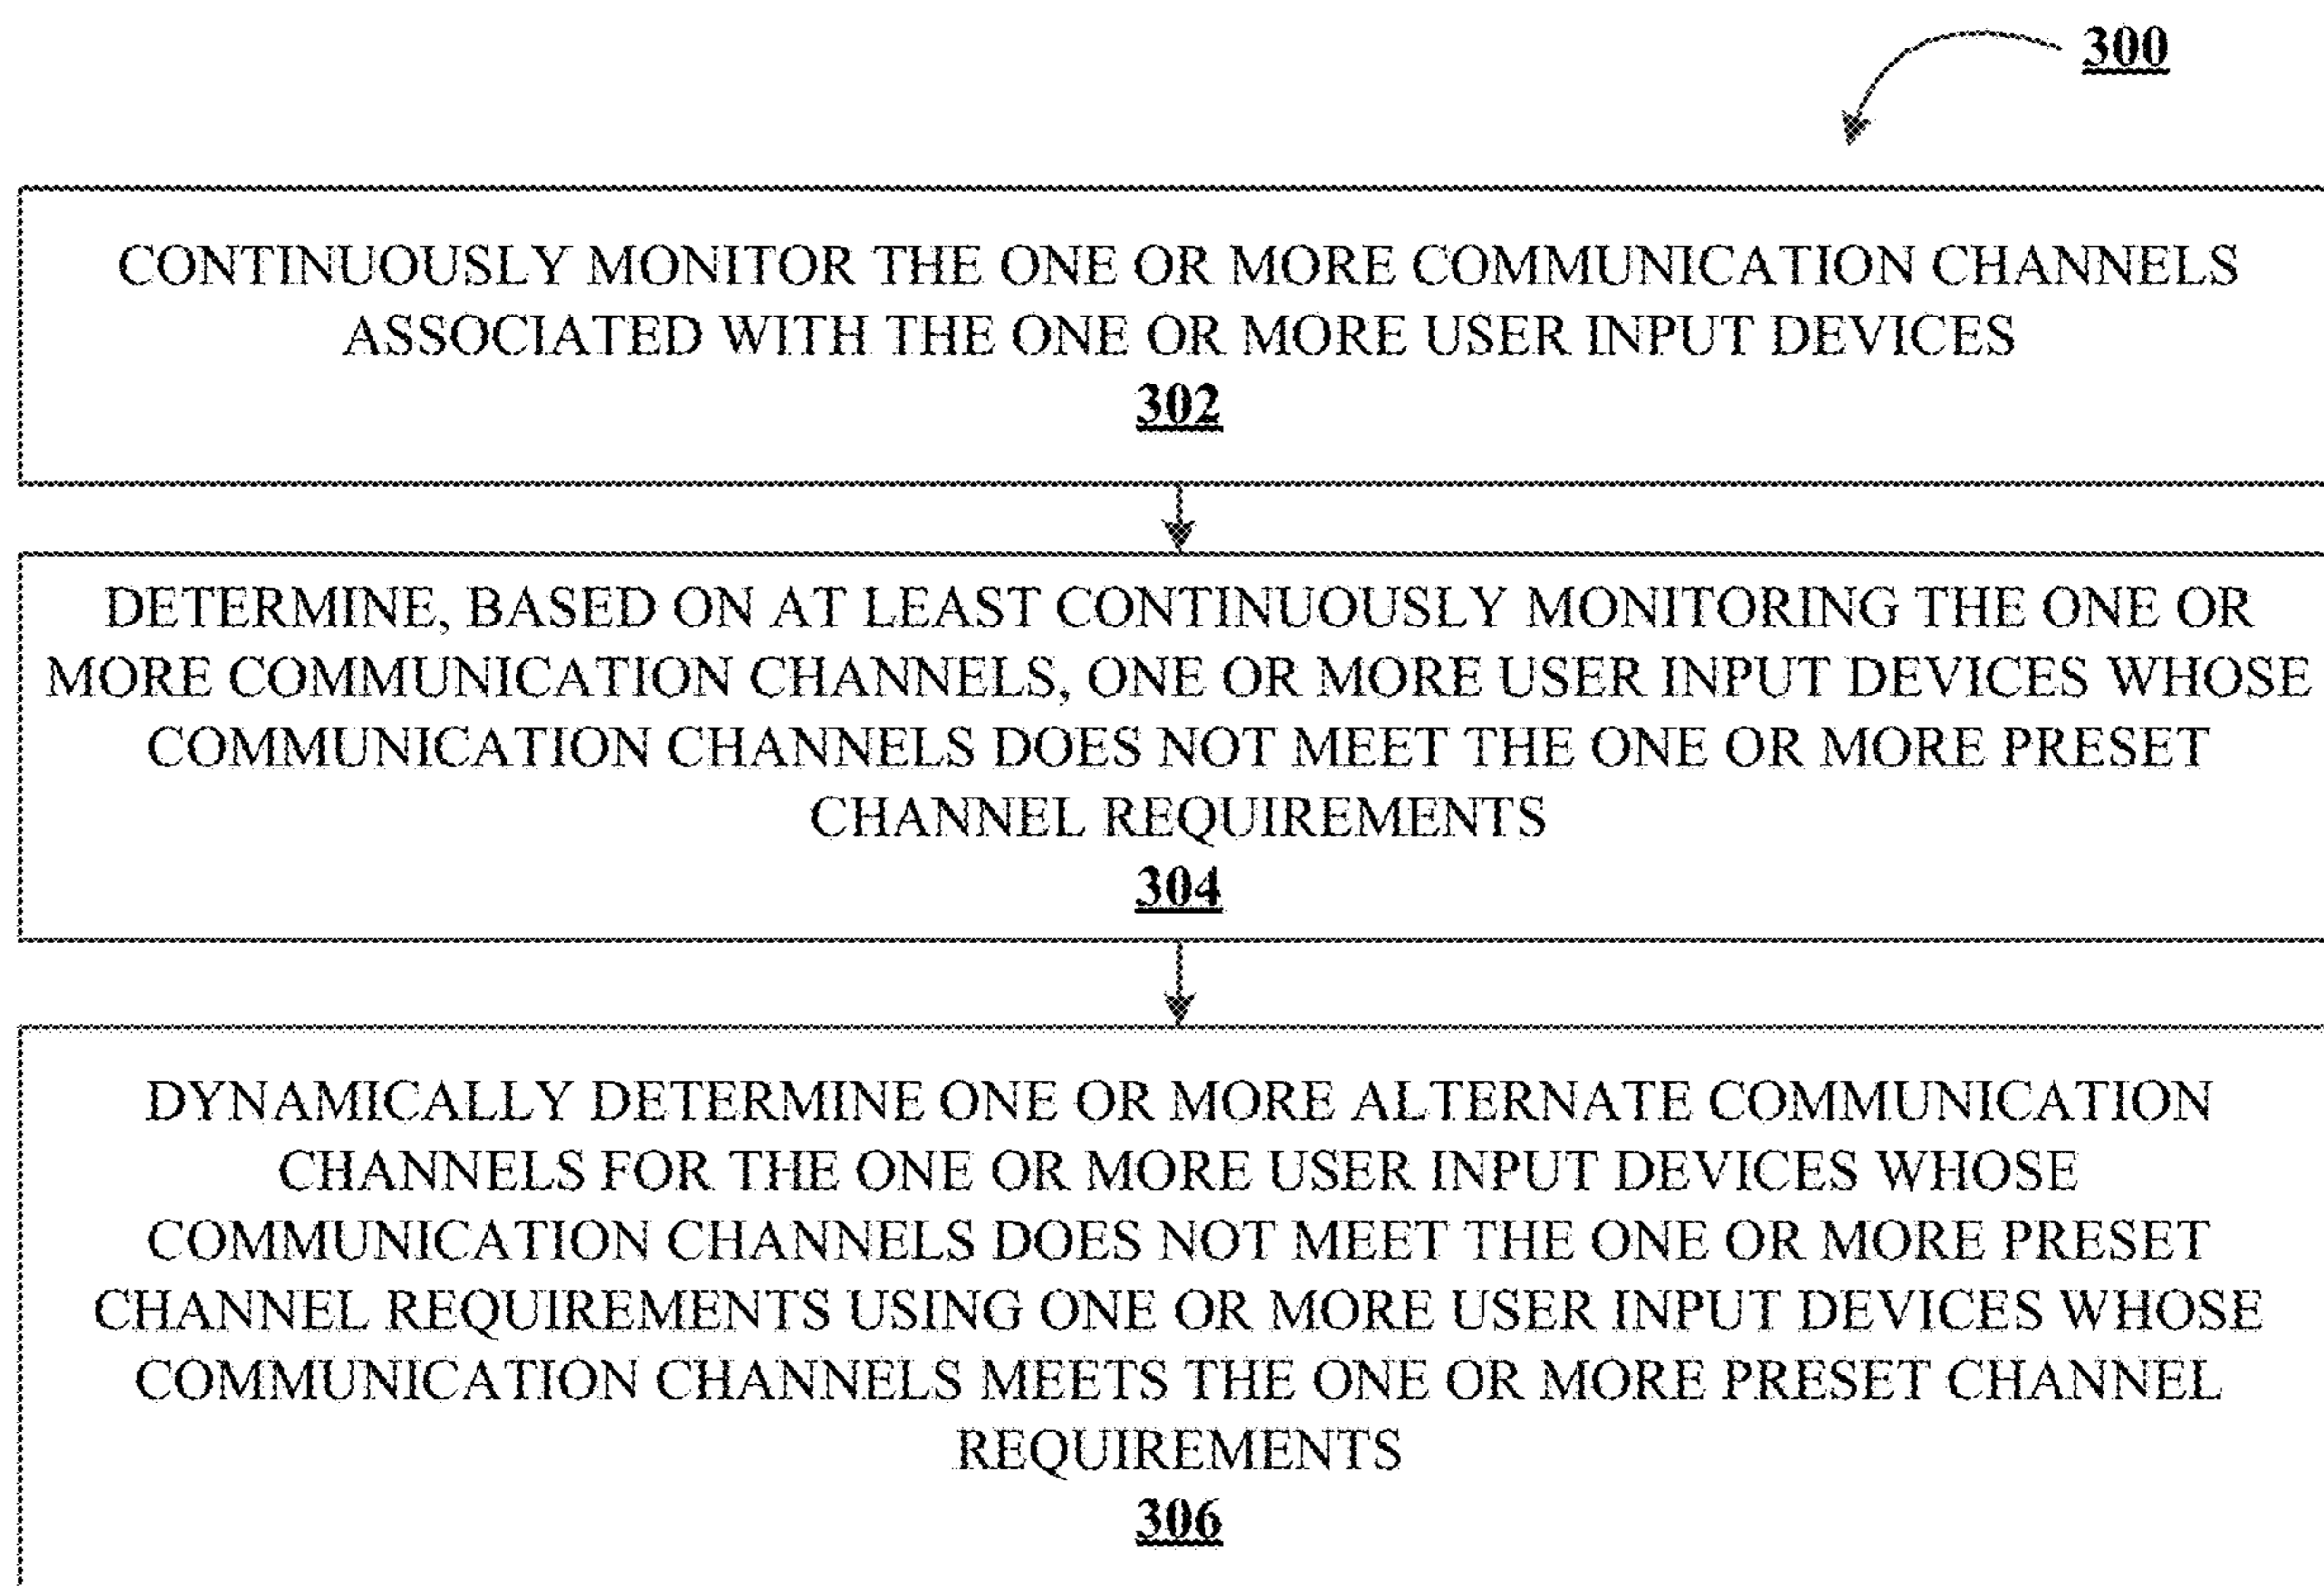 300
CONTINUOUSLY MONITOR THE ONE OR MORE COMMUNICATION CHANNELS
ASSOCIATED WITH THE ONE OR MORE USER INPUT DEVICES
302
DETERMINE, BASED ON AT LEAST CONTINUOUSLY MONITORING THE ONE OR
MORE COMMUNICATION CHANNELS, ONE OR MORE USER INPUT DEVICES WHOSE
COMMUNICATION CHANNELS DOES NOT MEET THE ONE OR MORE PRESET
CHANNEL REQUIREMENTS
304
DYNAMICALLY DETERMINE ONE OR MORE ALTERNATE COMMUNICATION
CHANNELS FOR THE ONE OR MORE USER INPUT DEVICES WHOSE
COMMUNICATION CHANNELS DOES NOT MEET THE ONE OR MORE PRESET
CHANNEL REQUIREMENTS USING ONE OR MORE USER INPUT DEVICES WHOSE
COMMUNICATION CHANNELS MEETS THE ONE OR MORE PRESET CHANNEL
REQUIREMENTS
306